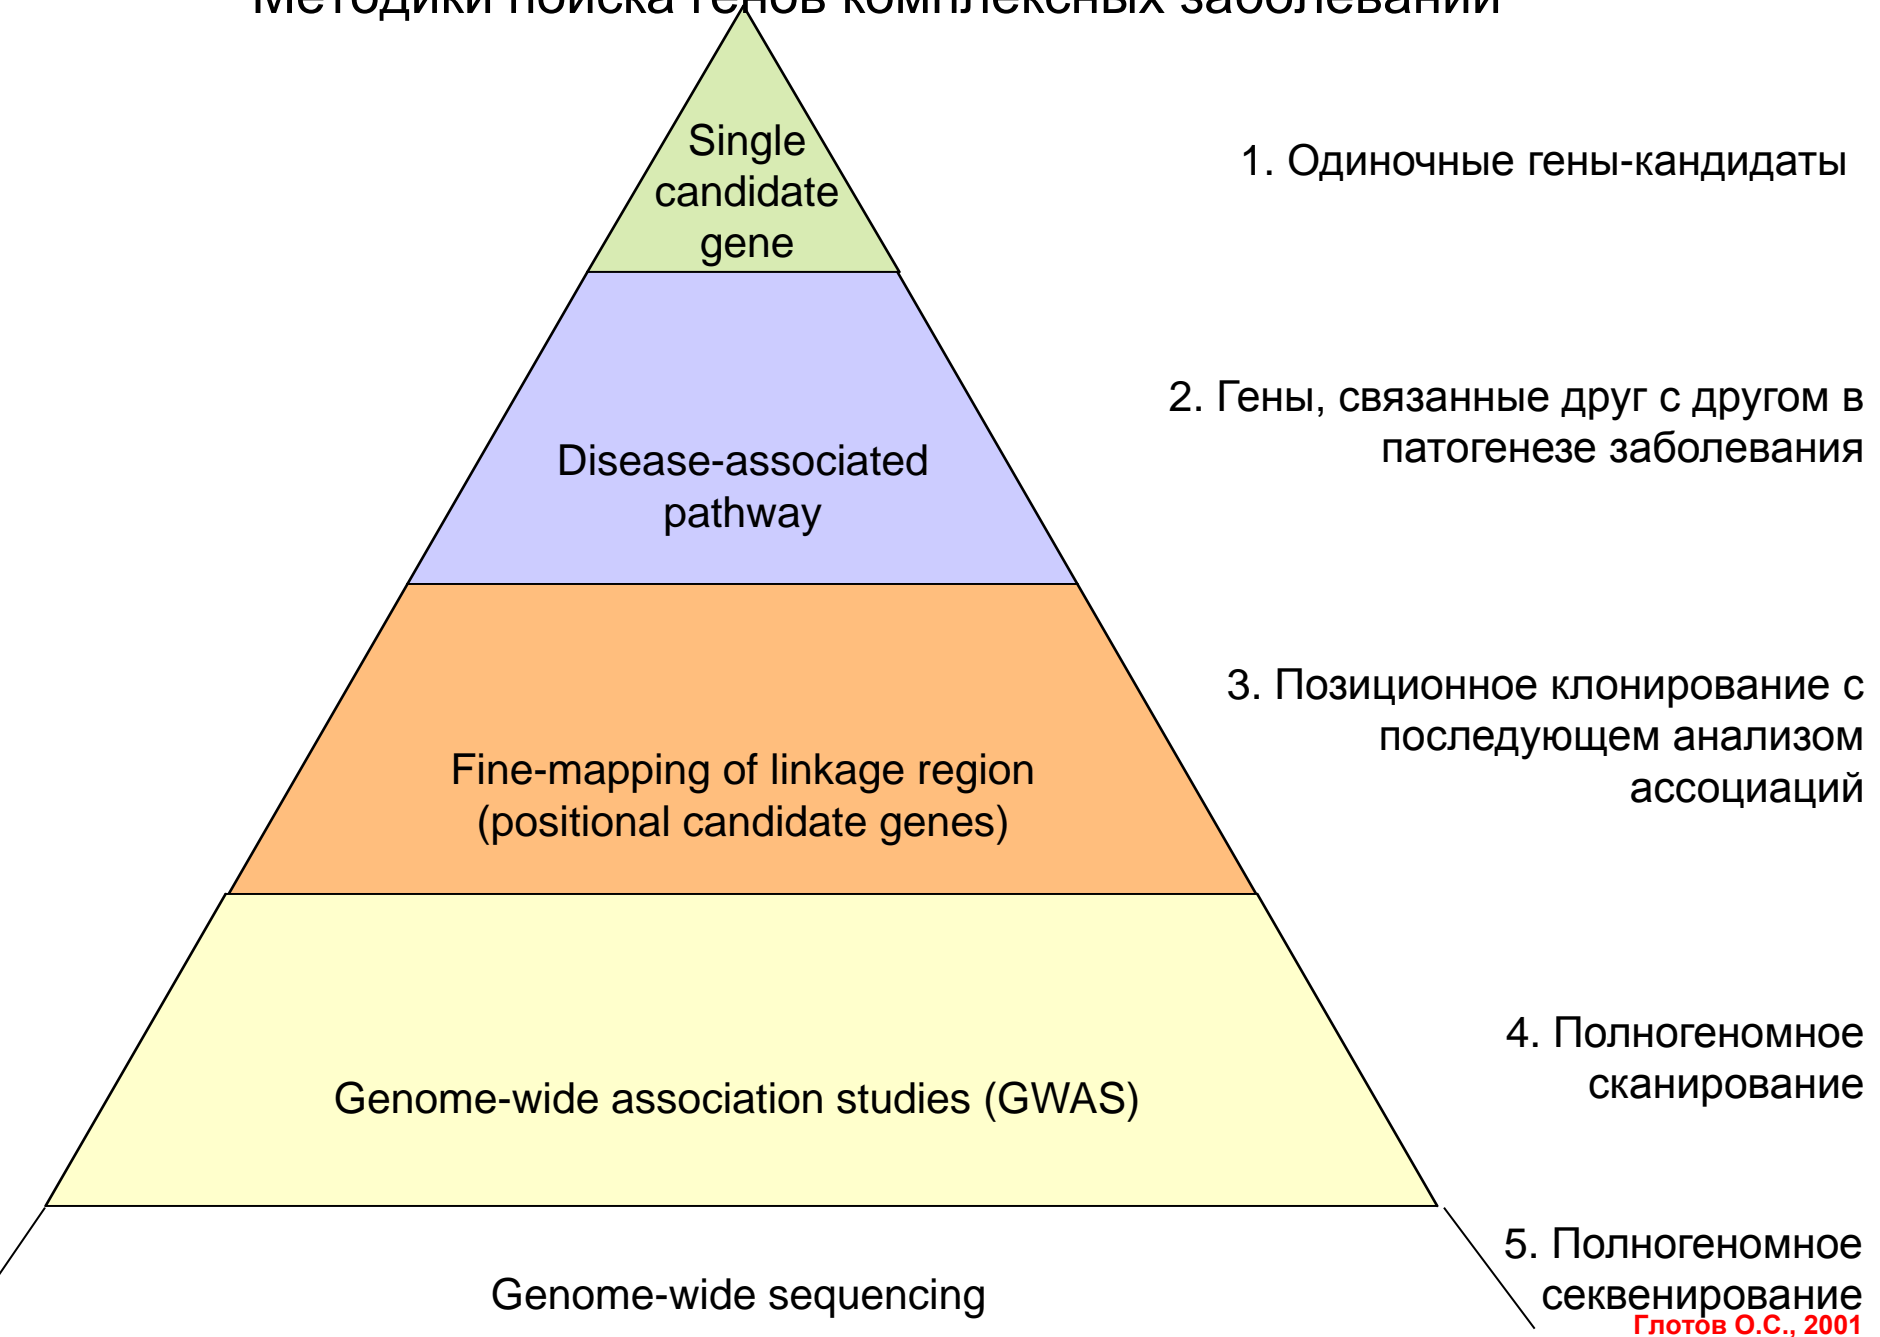 Методики поиска генов комплексных заболеваний
Single
candidate
gene
1. Одиночные гены-кандидаты
Disease-associated
pathway
2. Гены, связанные друг с другом в
патогенезе заболевания
Fine-mapping of linkage region
(positional candidate genes)
3. Позиционное клонирование с
последующем анализом
ассоциаций
Genome-wide association studies (GWAS)
4. Полногеномное
сканирование
Genome-wide sequencing
5. Полногеномное
секвенирование
Глотов О.С., 2001